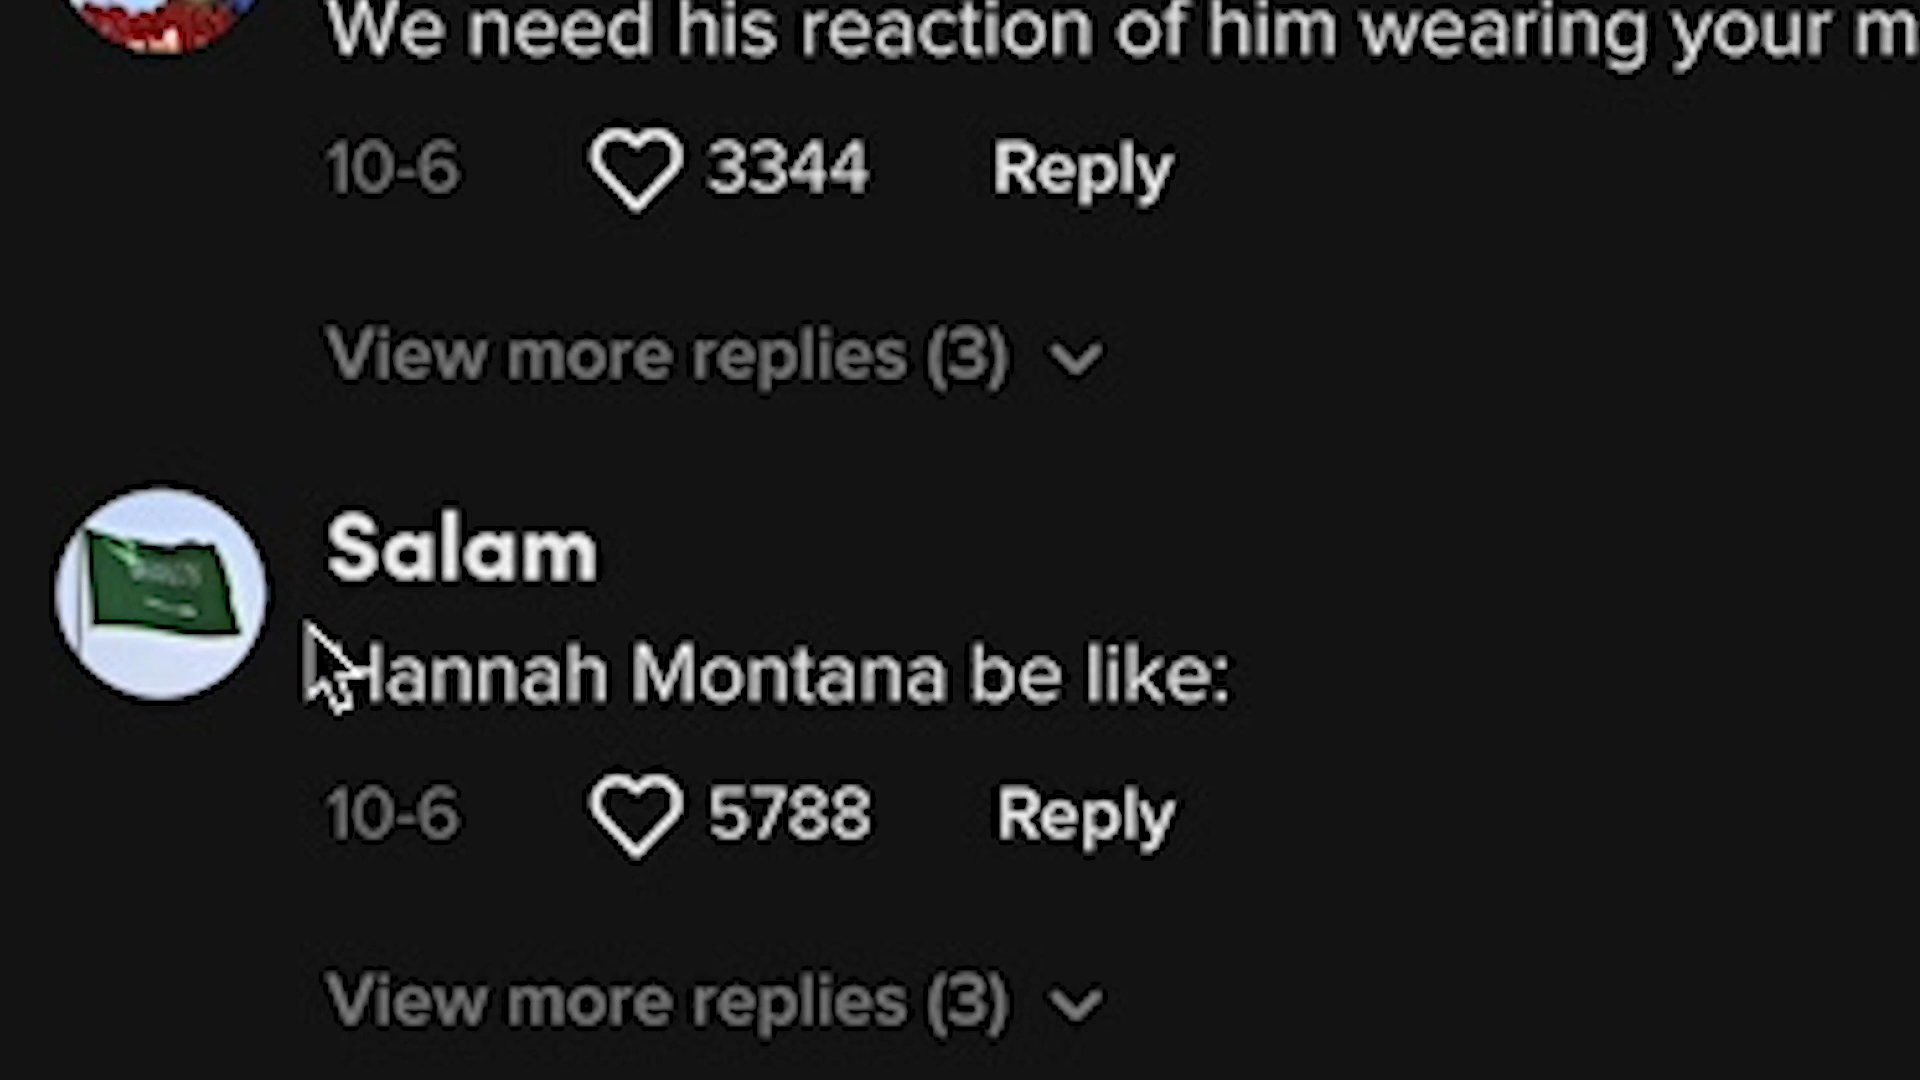 We need his reaction of him wearing your
10-6 3344 Reply
View more replies (3)
Salam
Hannah Montana be like:
10-6 5788 Reply
View more replies (3)